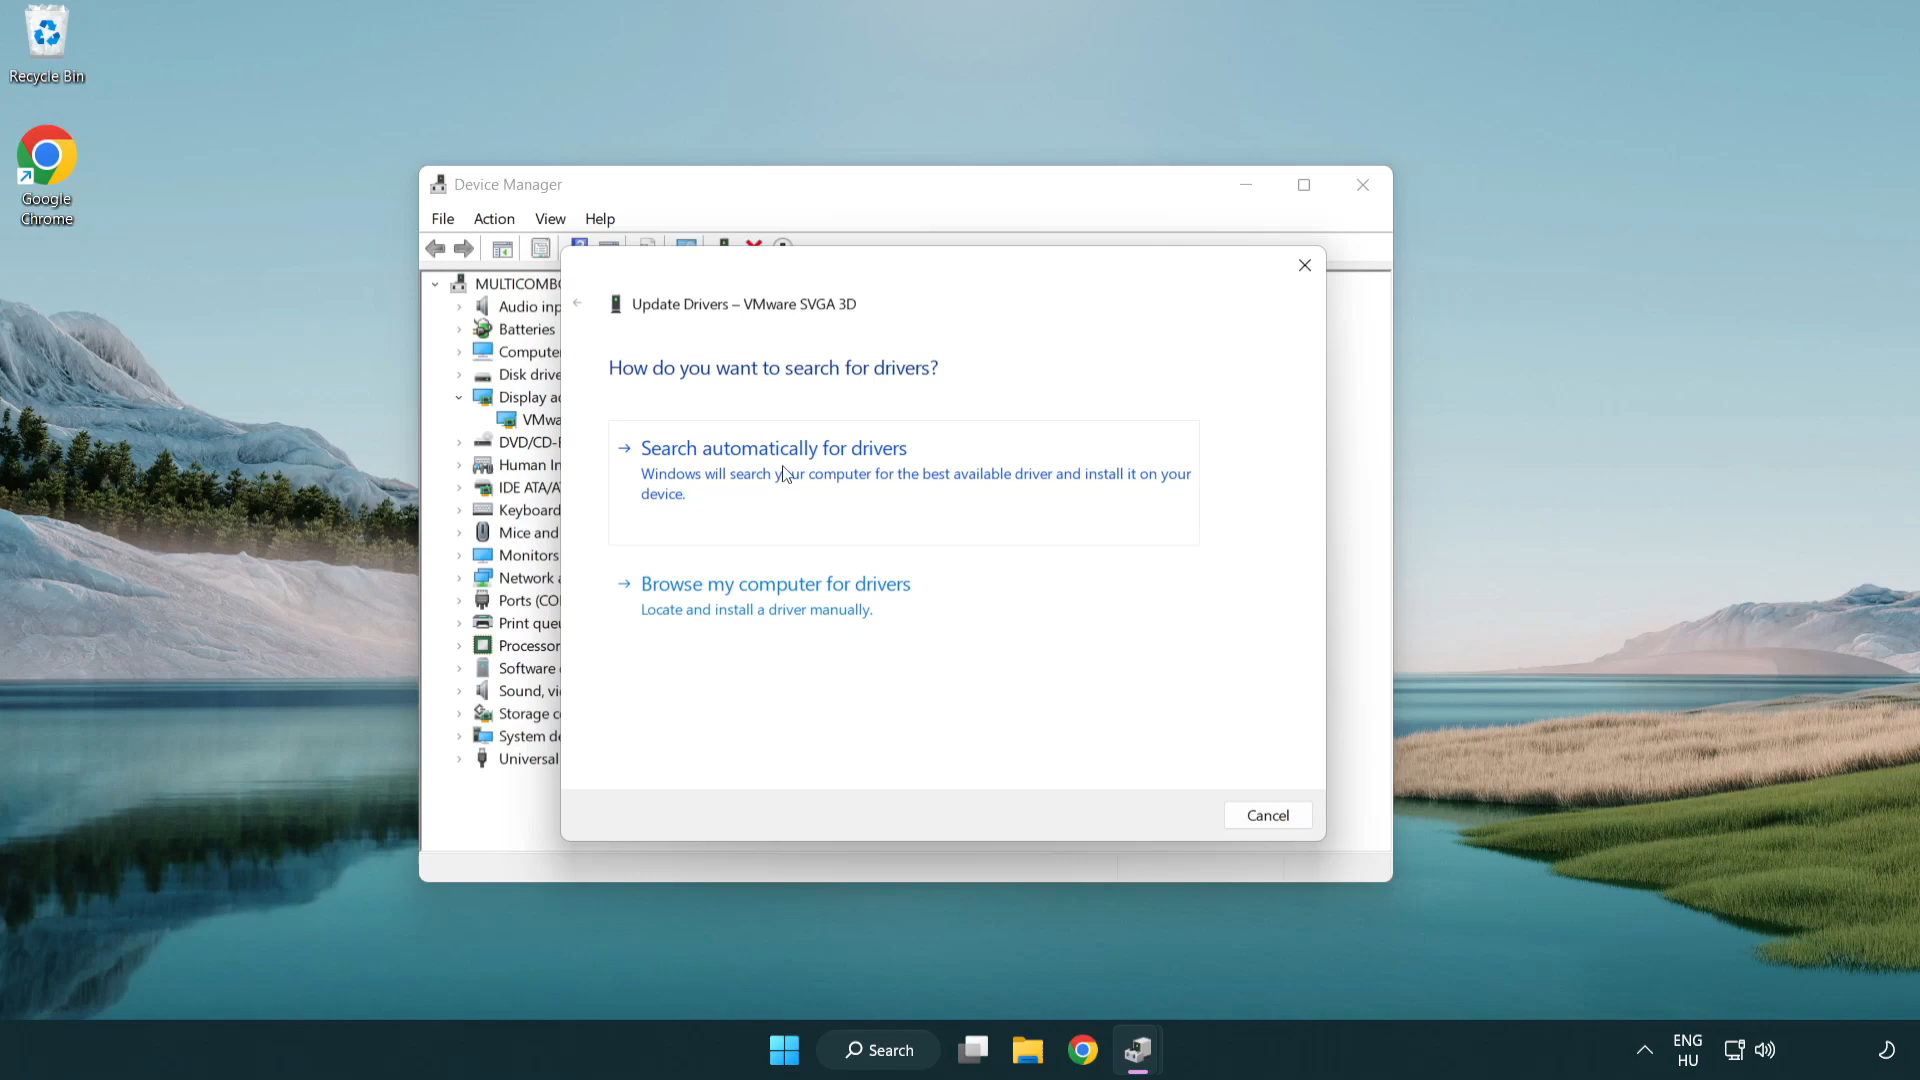 Recycle Bin
Google
Chrome
Device Manager
File Action View Help
MULTICOMBO
Audio inp
Batteries
Compute
Disk drive
Display a
VMwa
DVD/CD-R
Human In
IDE ATA/A
Keyboard
Mice and
Monitors
Network a
Ports (CO
Print que
Processor
Software
Sound, vi
Storage c
System de
Universal
Update Drivers – VMware SVGA 3D
How do you want to search for drivers?
Search automatically for drivers
Windows will search your computer for the best available driver and install it on your
device.
Browse my computer for drivers
Locate and install a driver manually.
Cancel
Search
ENG
HU